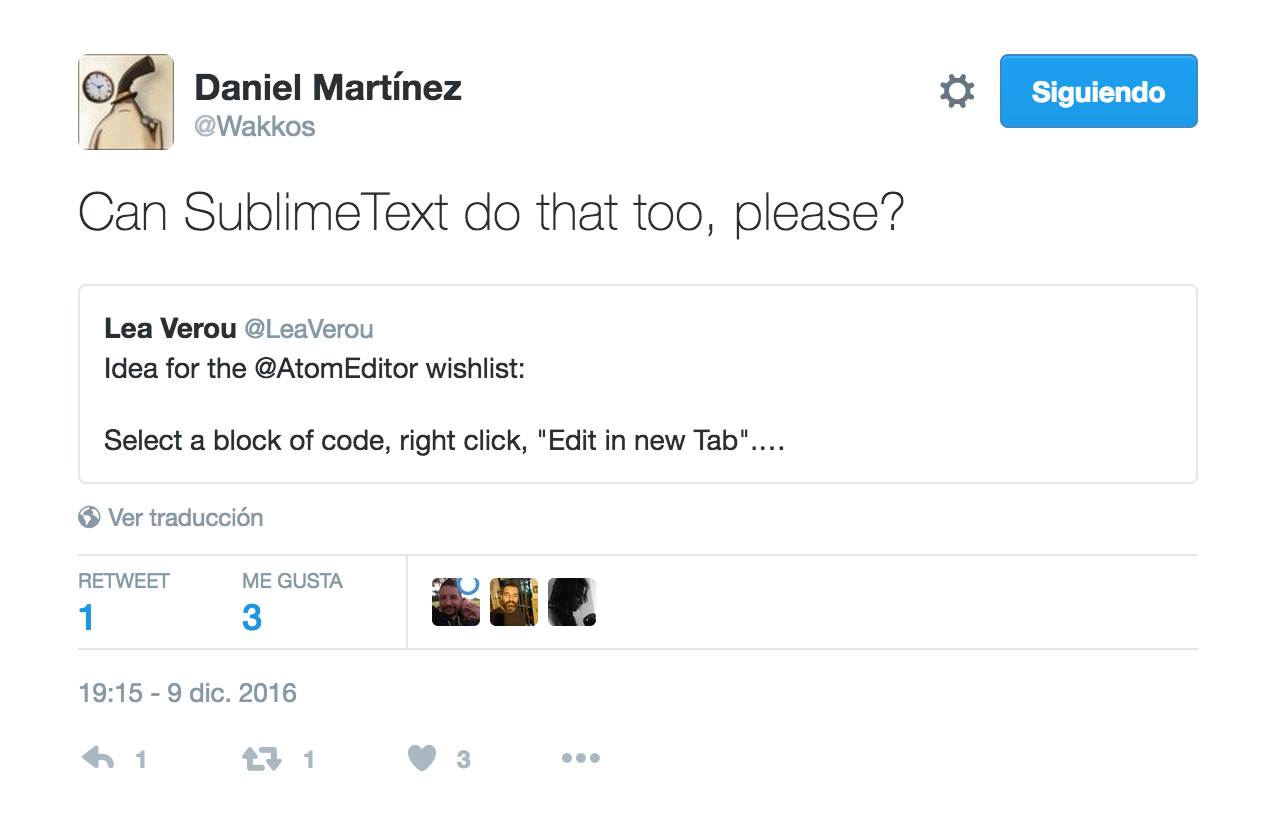 Daniel Martínez
@Wakkos
Siguiendo
Can SublimeText do that too, please?
Lea Verou @LeaVerou
Idea for the @AtomEditor wishlist:
Select a block of code, right click, "Edit in new Tab"....
Ver traducción
RETWEET ME GUSTA
1 3
19:15 - 9 dic. 2016
1 1 3